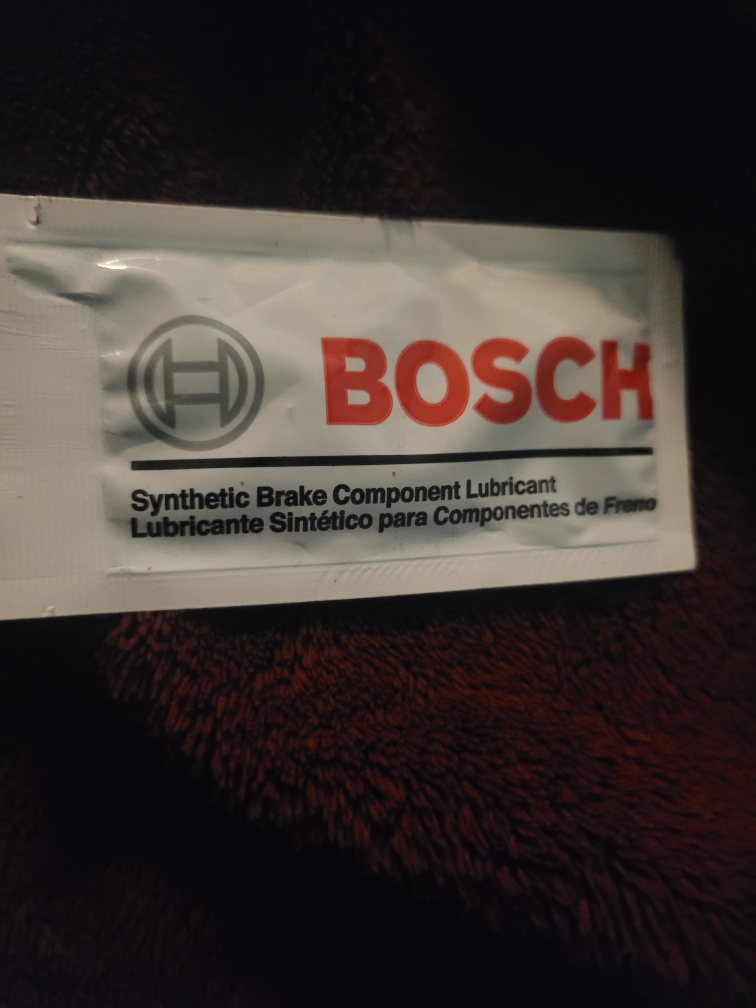 BOSCH
Synthetic Brake Component Lubricant
Lubricante Sintético para Componentes de Freno